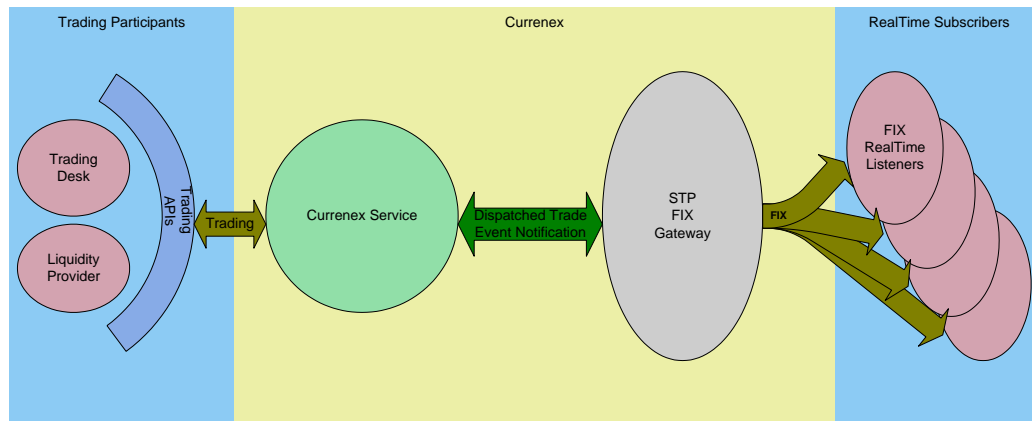 Trading Participants
Currenex
RealTime Subscribers
Trading
Desk
Liquidity
Provider
Trading
APIs
Trading
Currenex Service
Dispatched Trade
Event Notification
STP
FIX
Gateway
FIX
FIX
RealTime
Listeners